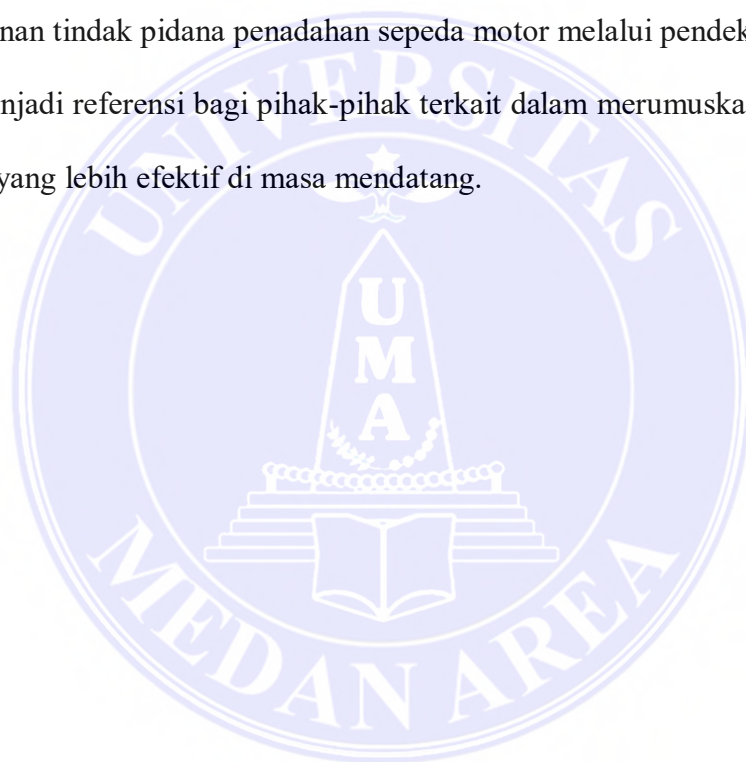 nan tindak pidana penadahan sepeda motor melalui pendek
njadi referensi bagi pihak-pihak terkait dalam merumuska
yang lebih efektif di masa mendatang.
UNIVERSITAS
UMA
MEDAN AREA